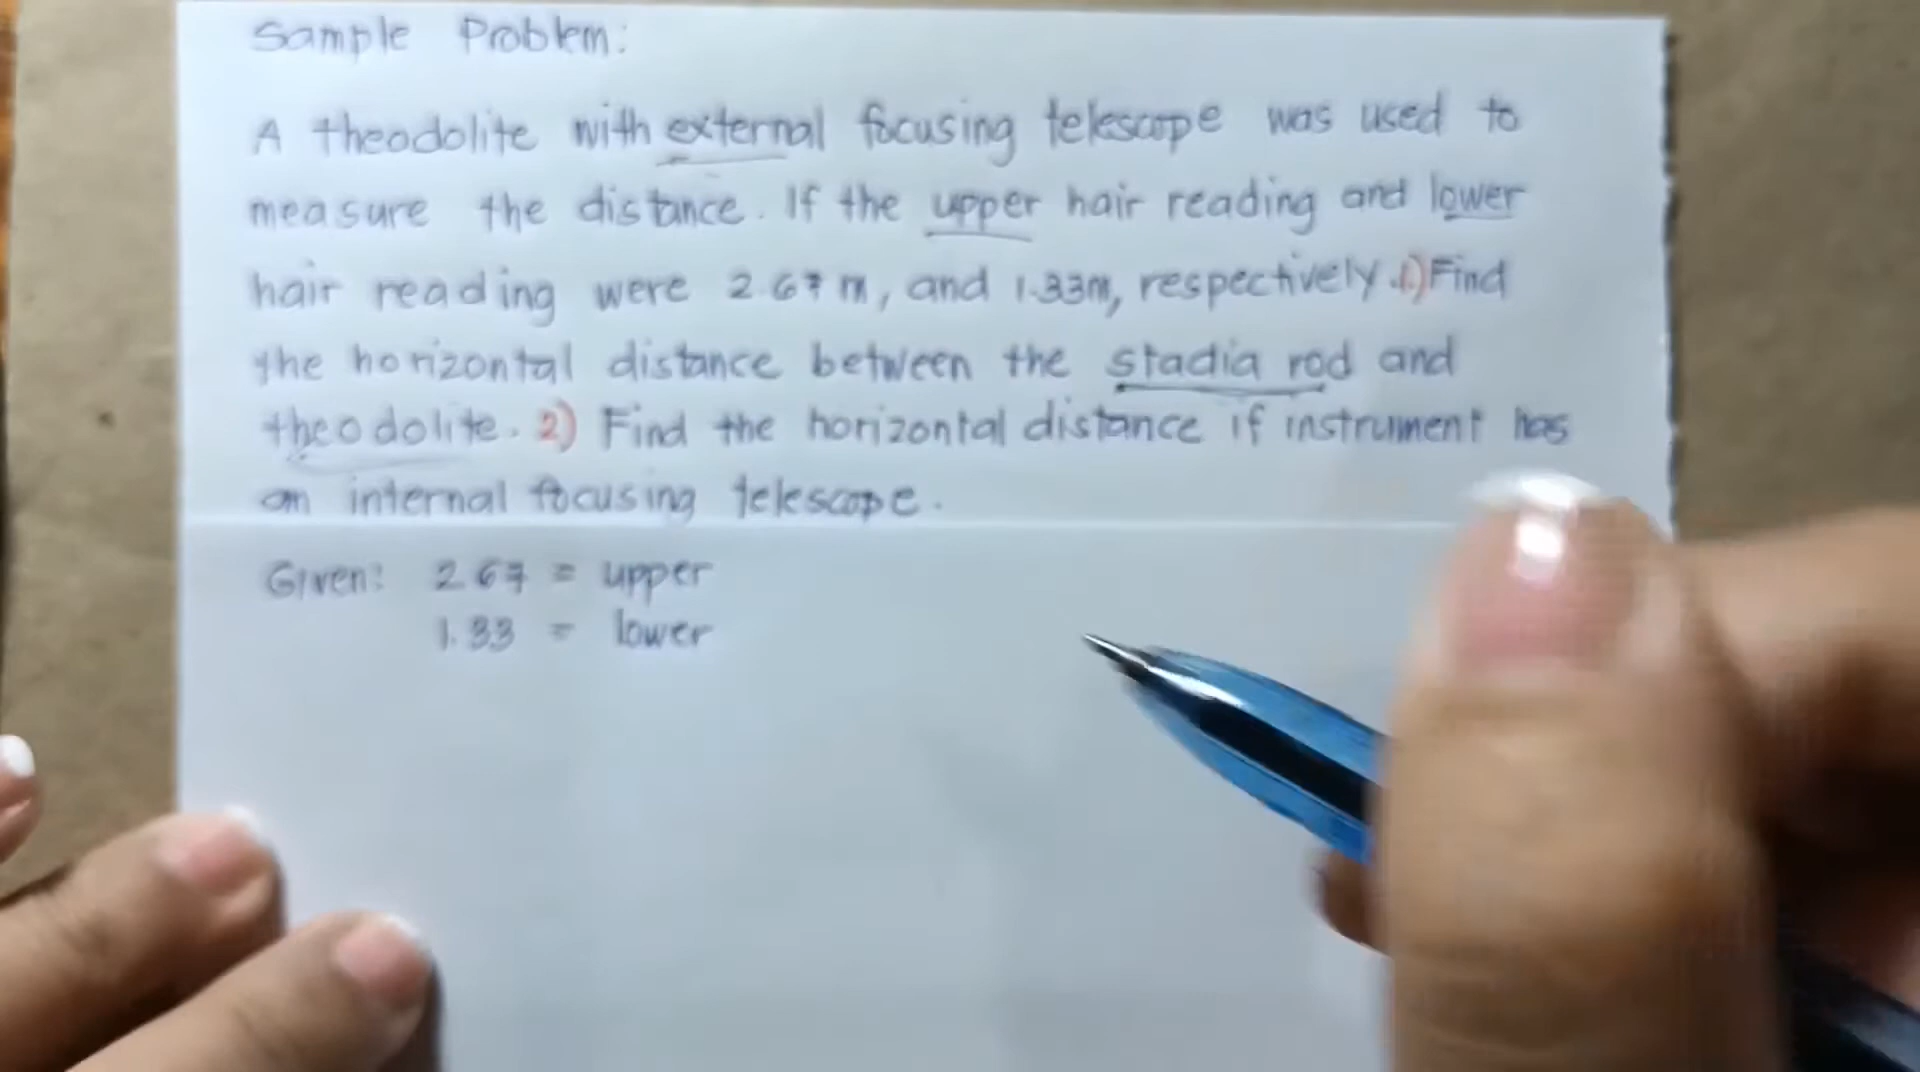 Sample Problem:
A theodolite with external focusing telescope was used to
measure the distance. If the upper hair reading and lower
hair reading were 2.67 m, and 1.33m, respectively. 1) Find
the horizontal distance between the stadia rod and
theodolite. 2) Find the horizontal distance if instrument has
an internal focusing telescope.
Given: 2.67 = upper
1.33 = lower